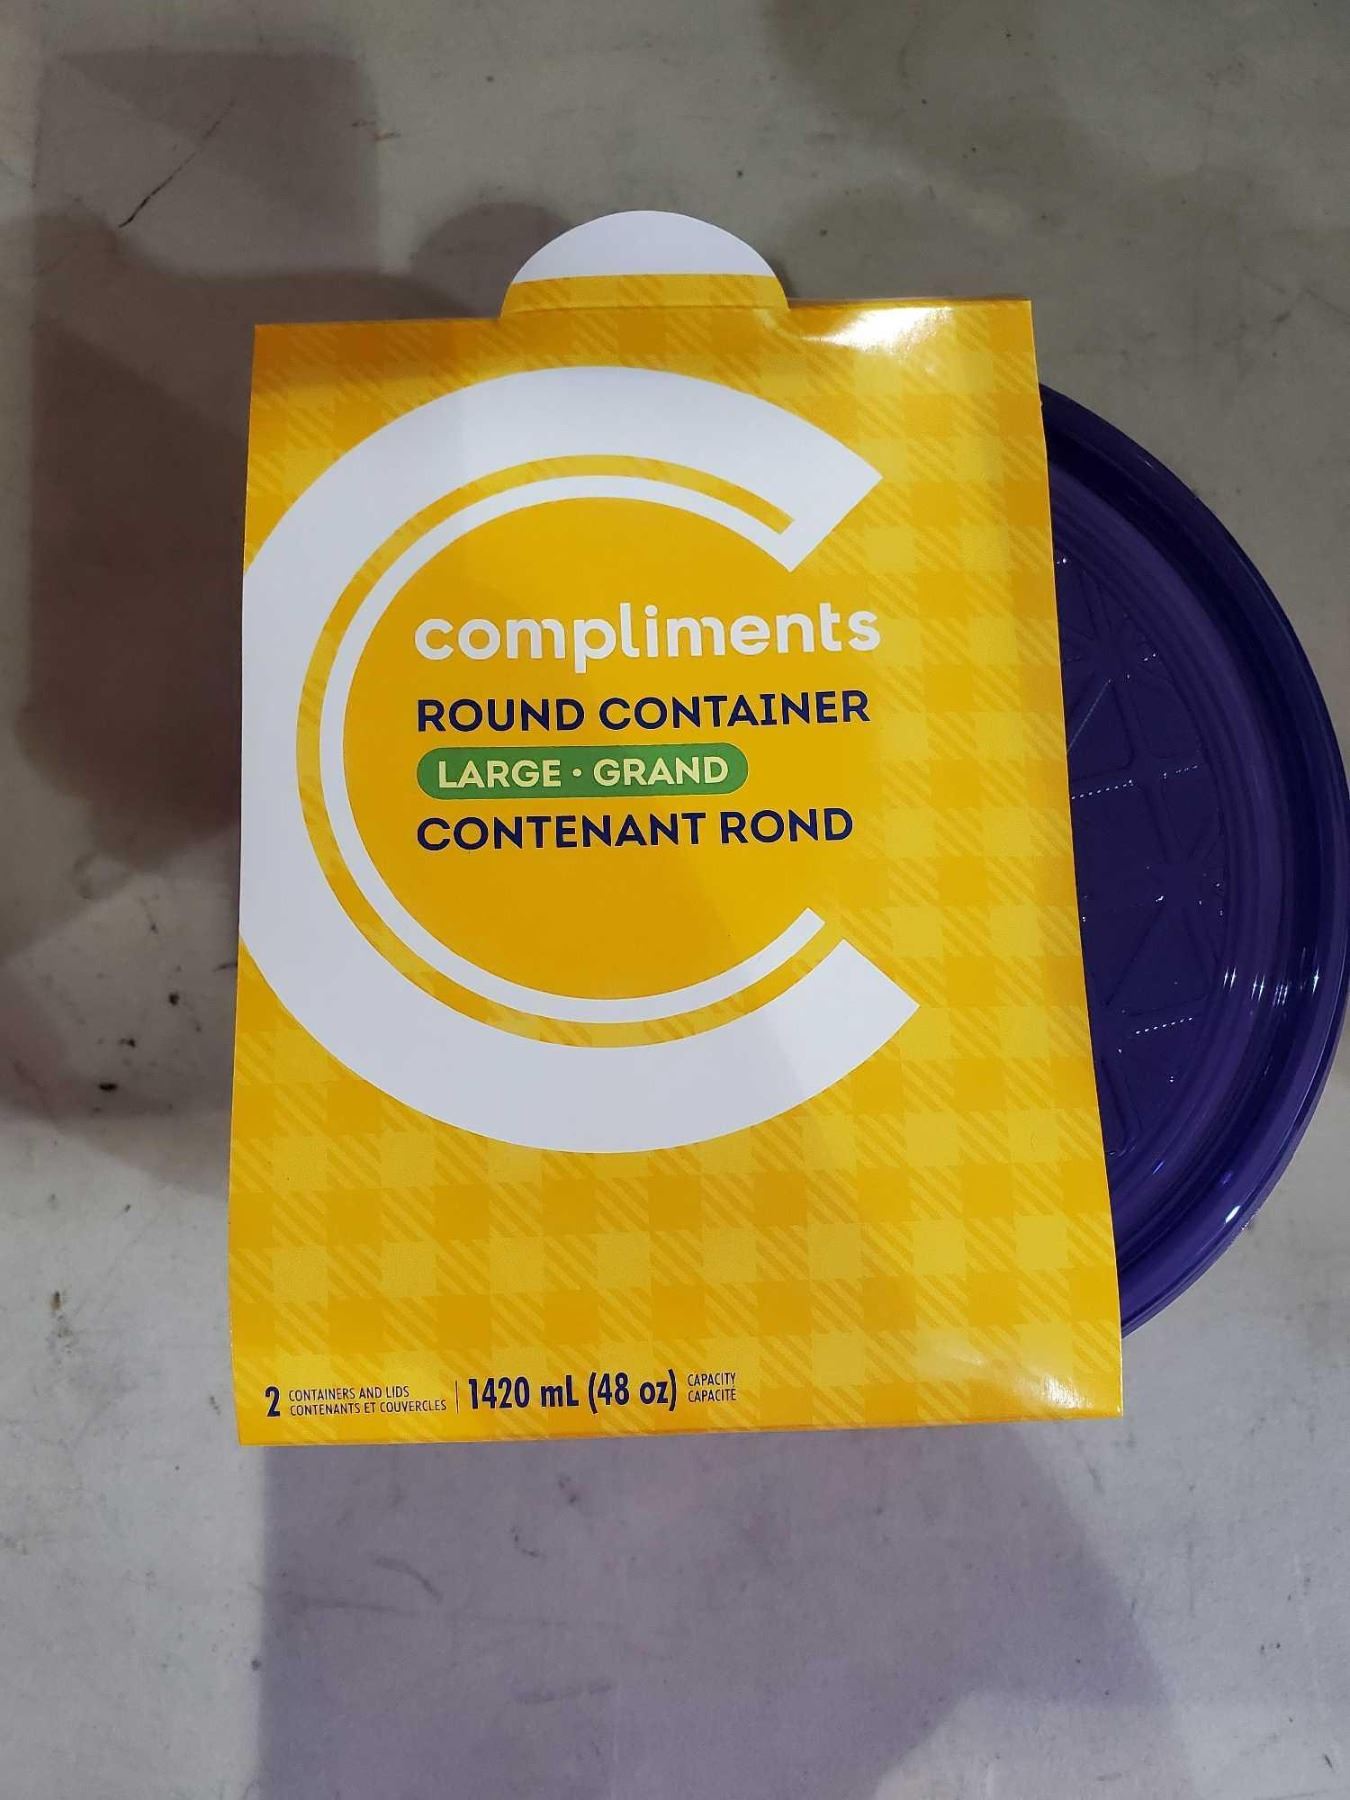 compliments
ROUND CONTAINER
LARGE • GRAND
CONTENANT ROND
2 CONTAINERS AND LIDS
CONTENANTS ET COUVERCLES
1420 mL (48 oz) CAPACITY
CAPACITÉ